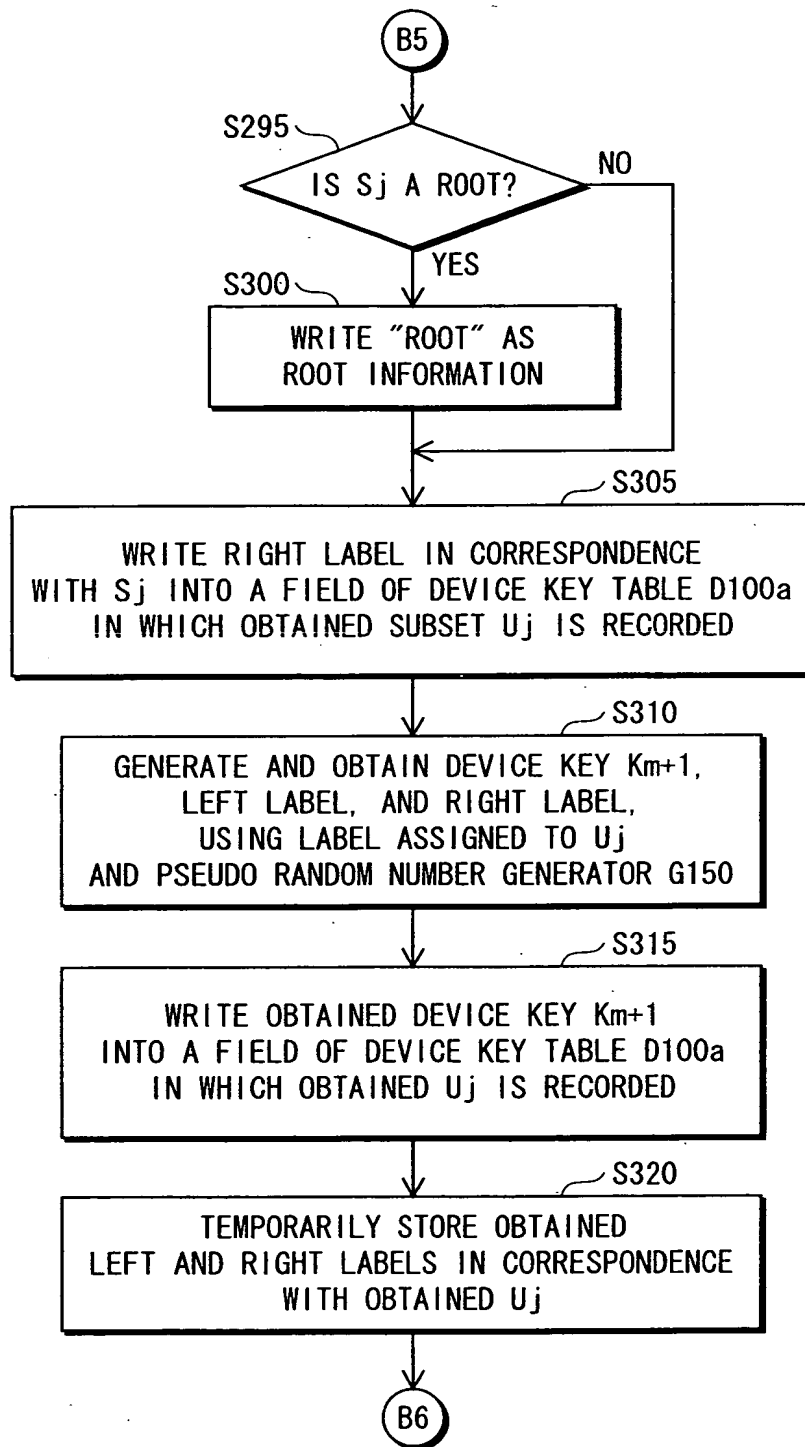 B5
S295
IS Sj A ROOT?
NO
YES
S300
WRITE "ROOT" AS
ROOT INFORMATION
S305
WRITE RIGHT LABEL IN CORRESPONDENCE
WITH Sj INTO A FIELD OF DEVICE KEY TABLE D100a
IN WHICH OBTAINED SUBSET Uj IS RECORDED
S310
GENERATE AND OBTAIN DEVICE KEY Km+1,
LEFT LABEL, AND RIGHT LABEL,
USING LABEL ASSIGNED TO Uj
AND PSEUDO RANDOM NUMBER GENERATOR G150
S315
WRITE OBTAINED DEVICE KEY Km+1
INTO A FIELD OF DEVICE KEY TABLE D100a
IN WHICH OBTAINED Uj IS RECORDED
S320
TEMPORARILY STORE OBTAINED
LEFT AND RIGHT LABELS IN CORRESPONDENCE
WITH OBTAINED Uj
B6